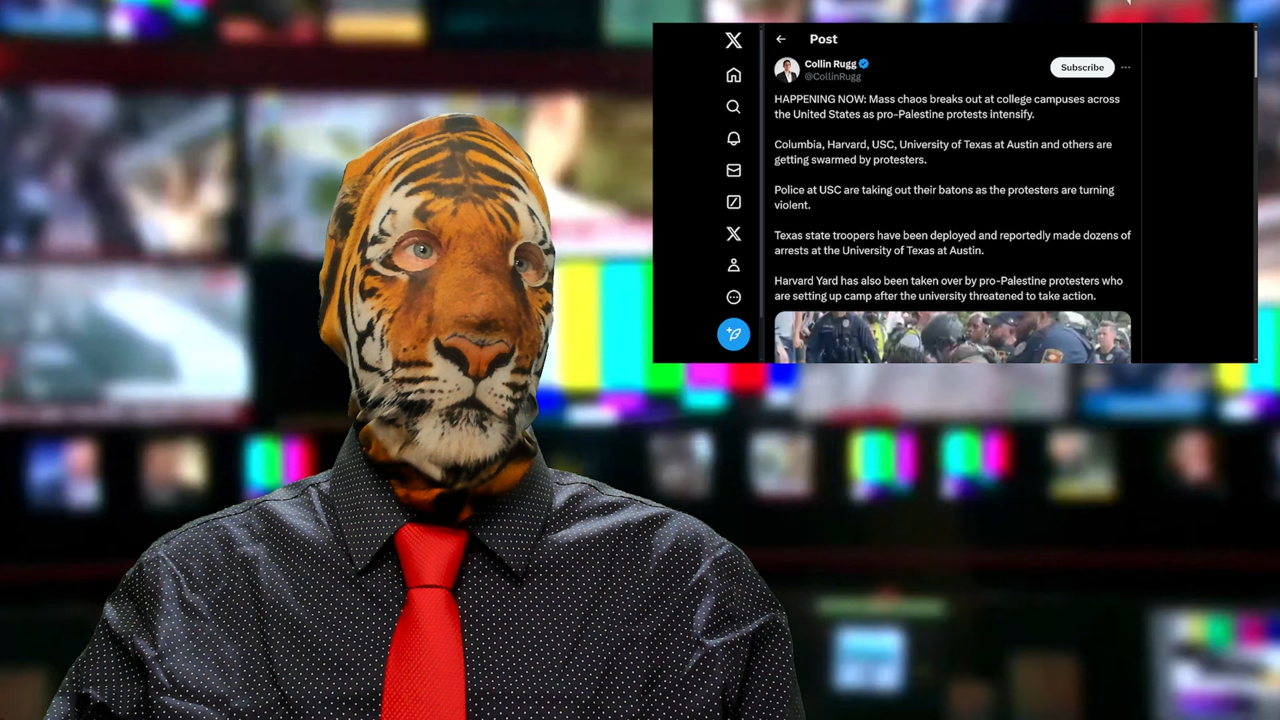 Post
Collin Rugg
@CollinRugg
Subscribe
HAPPENING NOW: Mass chaos breaks out at college campuses across
the United States as pro-Palestine protests intensify.
Columbia, Harvard, USC, University of Texas at Austin and others are
getting swarmed by protesters.
Police at USC are taking out their batons as the protesters are turning
violent.
Texas state troopers have been deployed and reportedly made dozens of
arrests at the University of Texas at Austin.
Harvard Yard has also been taken over by pro-Palestine protesters who
are setting up camp after the university threatened to take action.